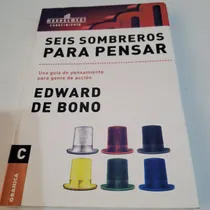 SEIS SOMBREROS
PARA PENSAR
Una guía de pensamiento
para gente de acción
EDWARD
DE BONO
C
GRANICA